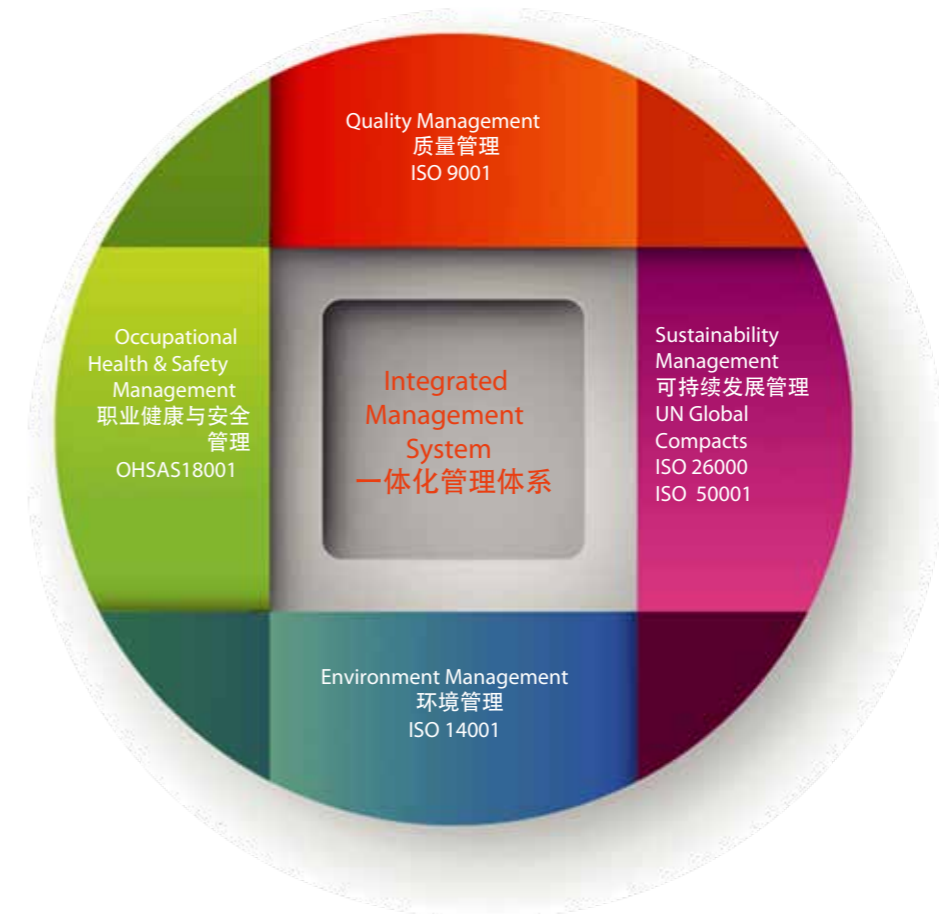 Quality Management
质量管理
ISO 9001
Occupational
Health & Safety
Management
职业健康与安全
管理
OHSAS18001
Integrated
Management
System
一体化管理体系
Sustainability
Management
可持续发展管理
UN Global
Compacts
ISO 26000
ISO 50001
Environment Management
环境管理
ISO 14001